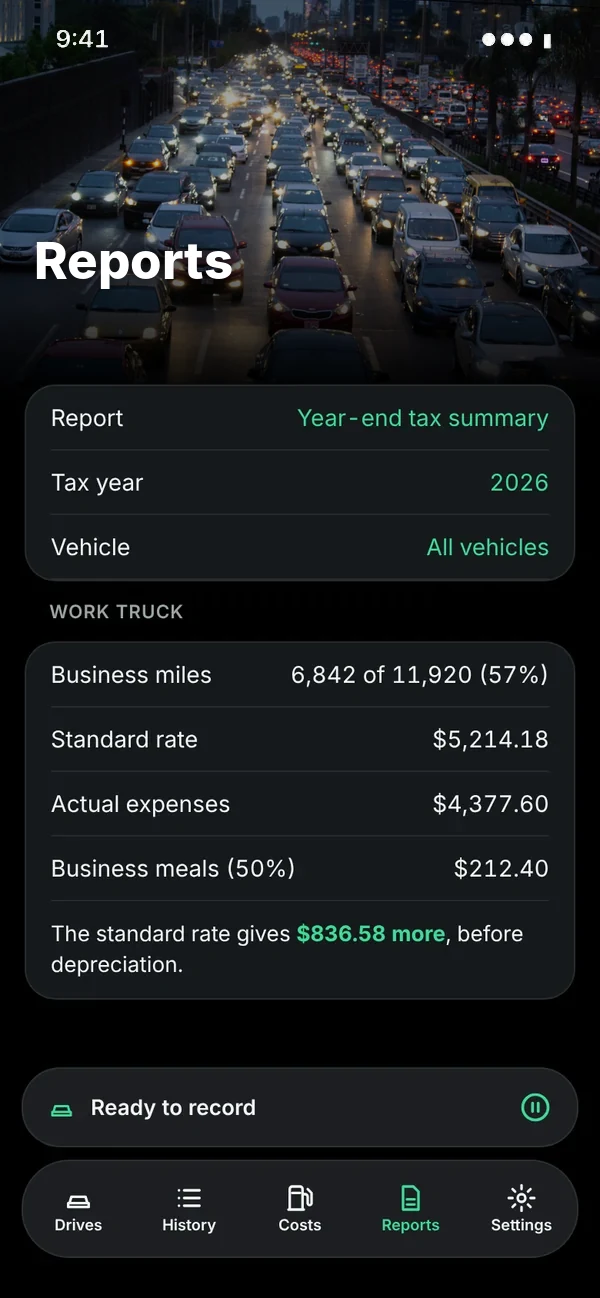 9:41
Reports
Report Year-end tax summary
Tax year 2026
Vehicle All vehicles
WORK TRUCK
Business miles 6,842 of 11,920 (57%)
Standard rate $5,214.18
Actual expenses $4,377.60
Business meals (50%) $212.40
The standard rate gives $836.58 more, before
depreciation.
Ready to record
Drives History Costs Reports Settings